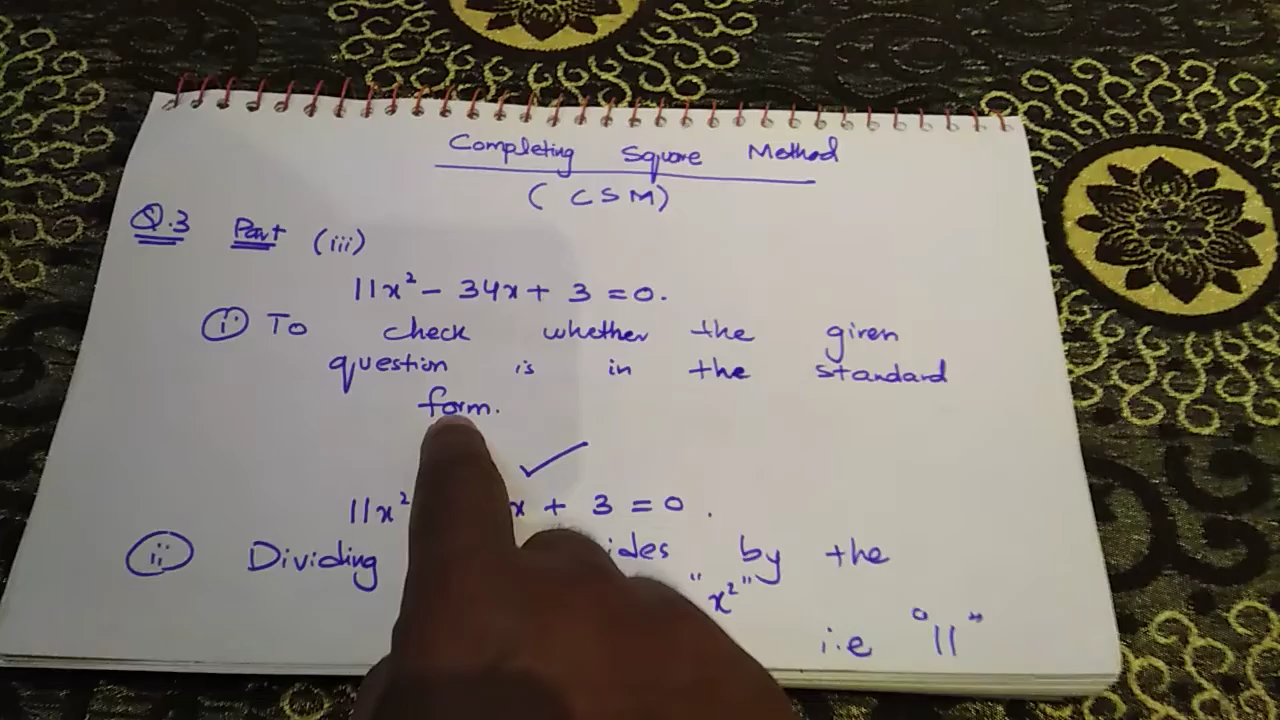 Completing Square Method
( CSM)
Q.3 Part (iii)
11x² - 34x + 3 = 0.
(i) To check whether the given
question is in the standard
form.
✓
11x² x + 3 = 0 .
(ii) Dividing by the
"x²"
i.e "11"